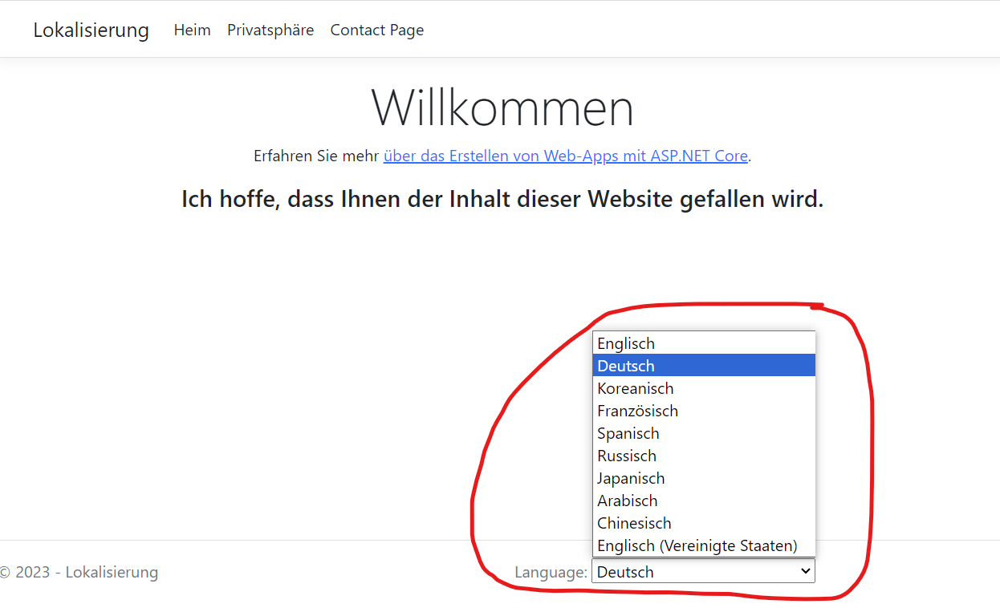 Lokalisierung Heim Privatsphäre Contact Page
Willkommen
Erfahren Sie mehr über das Erstellen von Web-Apps mit ASP.NET Core.
Ich hoffe, dass Ihnen der Inhalt dieser Website gefallen wird.
Englisch
Deutsch
Koreanisch
Französisch
Spanisch
Russisch
Japanisch
Arabisch
Chinesisch
Englisch (Vereinigte Staaten)
© 2023 - Lokalisierung Language: Deutsch